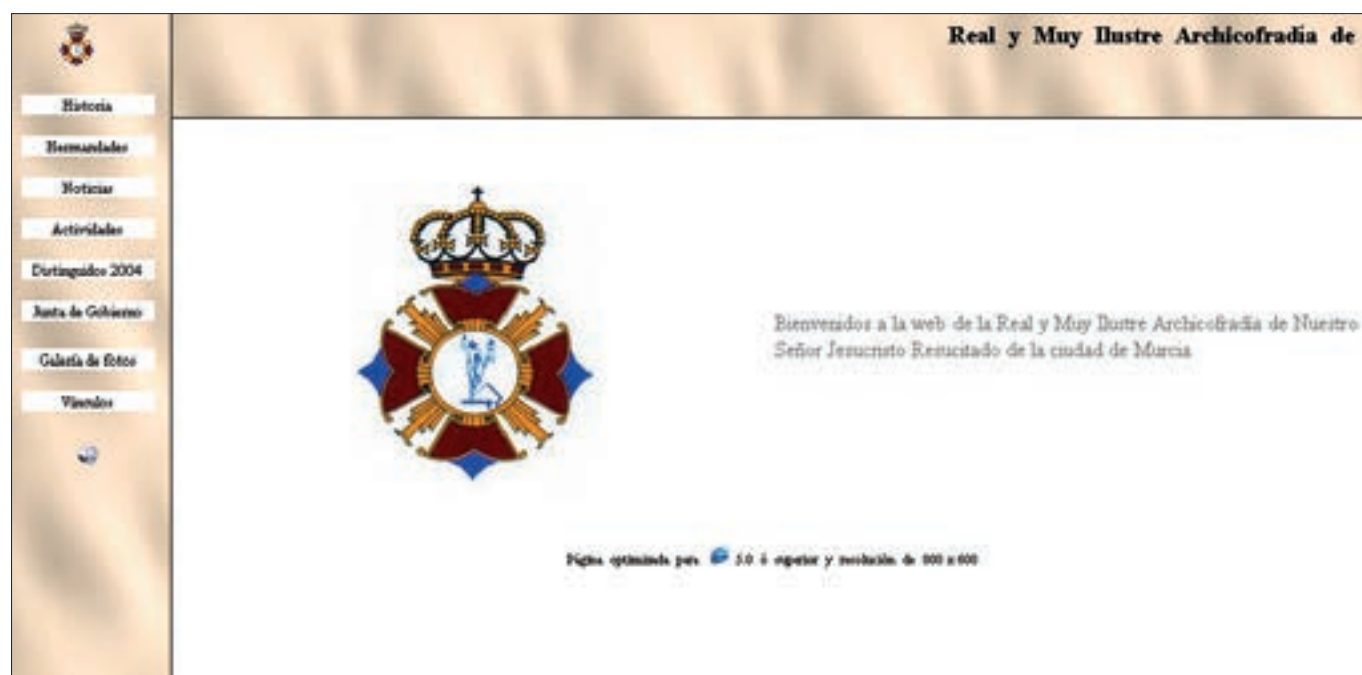 Real y Muy Ilustre Archicofradia de
Historia
Hermandades
Noticias
Actividades
Distinguidos 2004
Junta de Gobierno
Galería de fotos
Vínculos
Bienvenidos a la web de la Real y Muy Ilustre Archicofradía de Nuestro
Señor Jesucristo Resucitado de la ciudad de Murcia
Página optimizada para 5.0 ó superior y resolución de 800 x 600